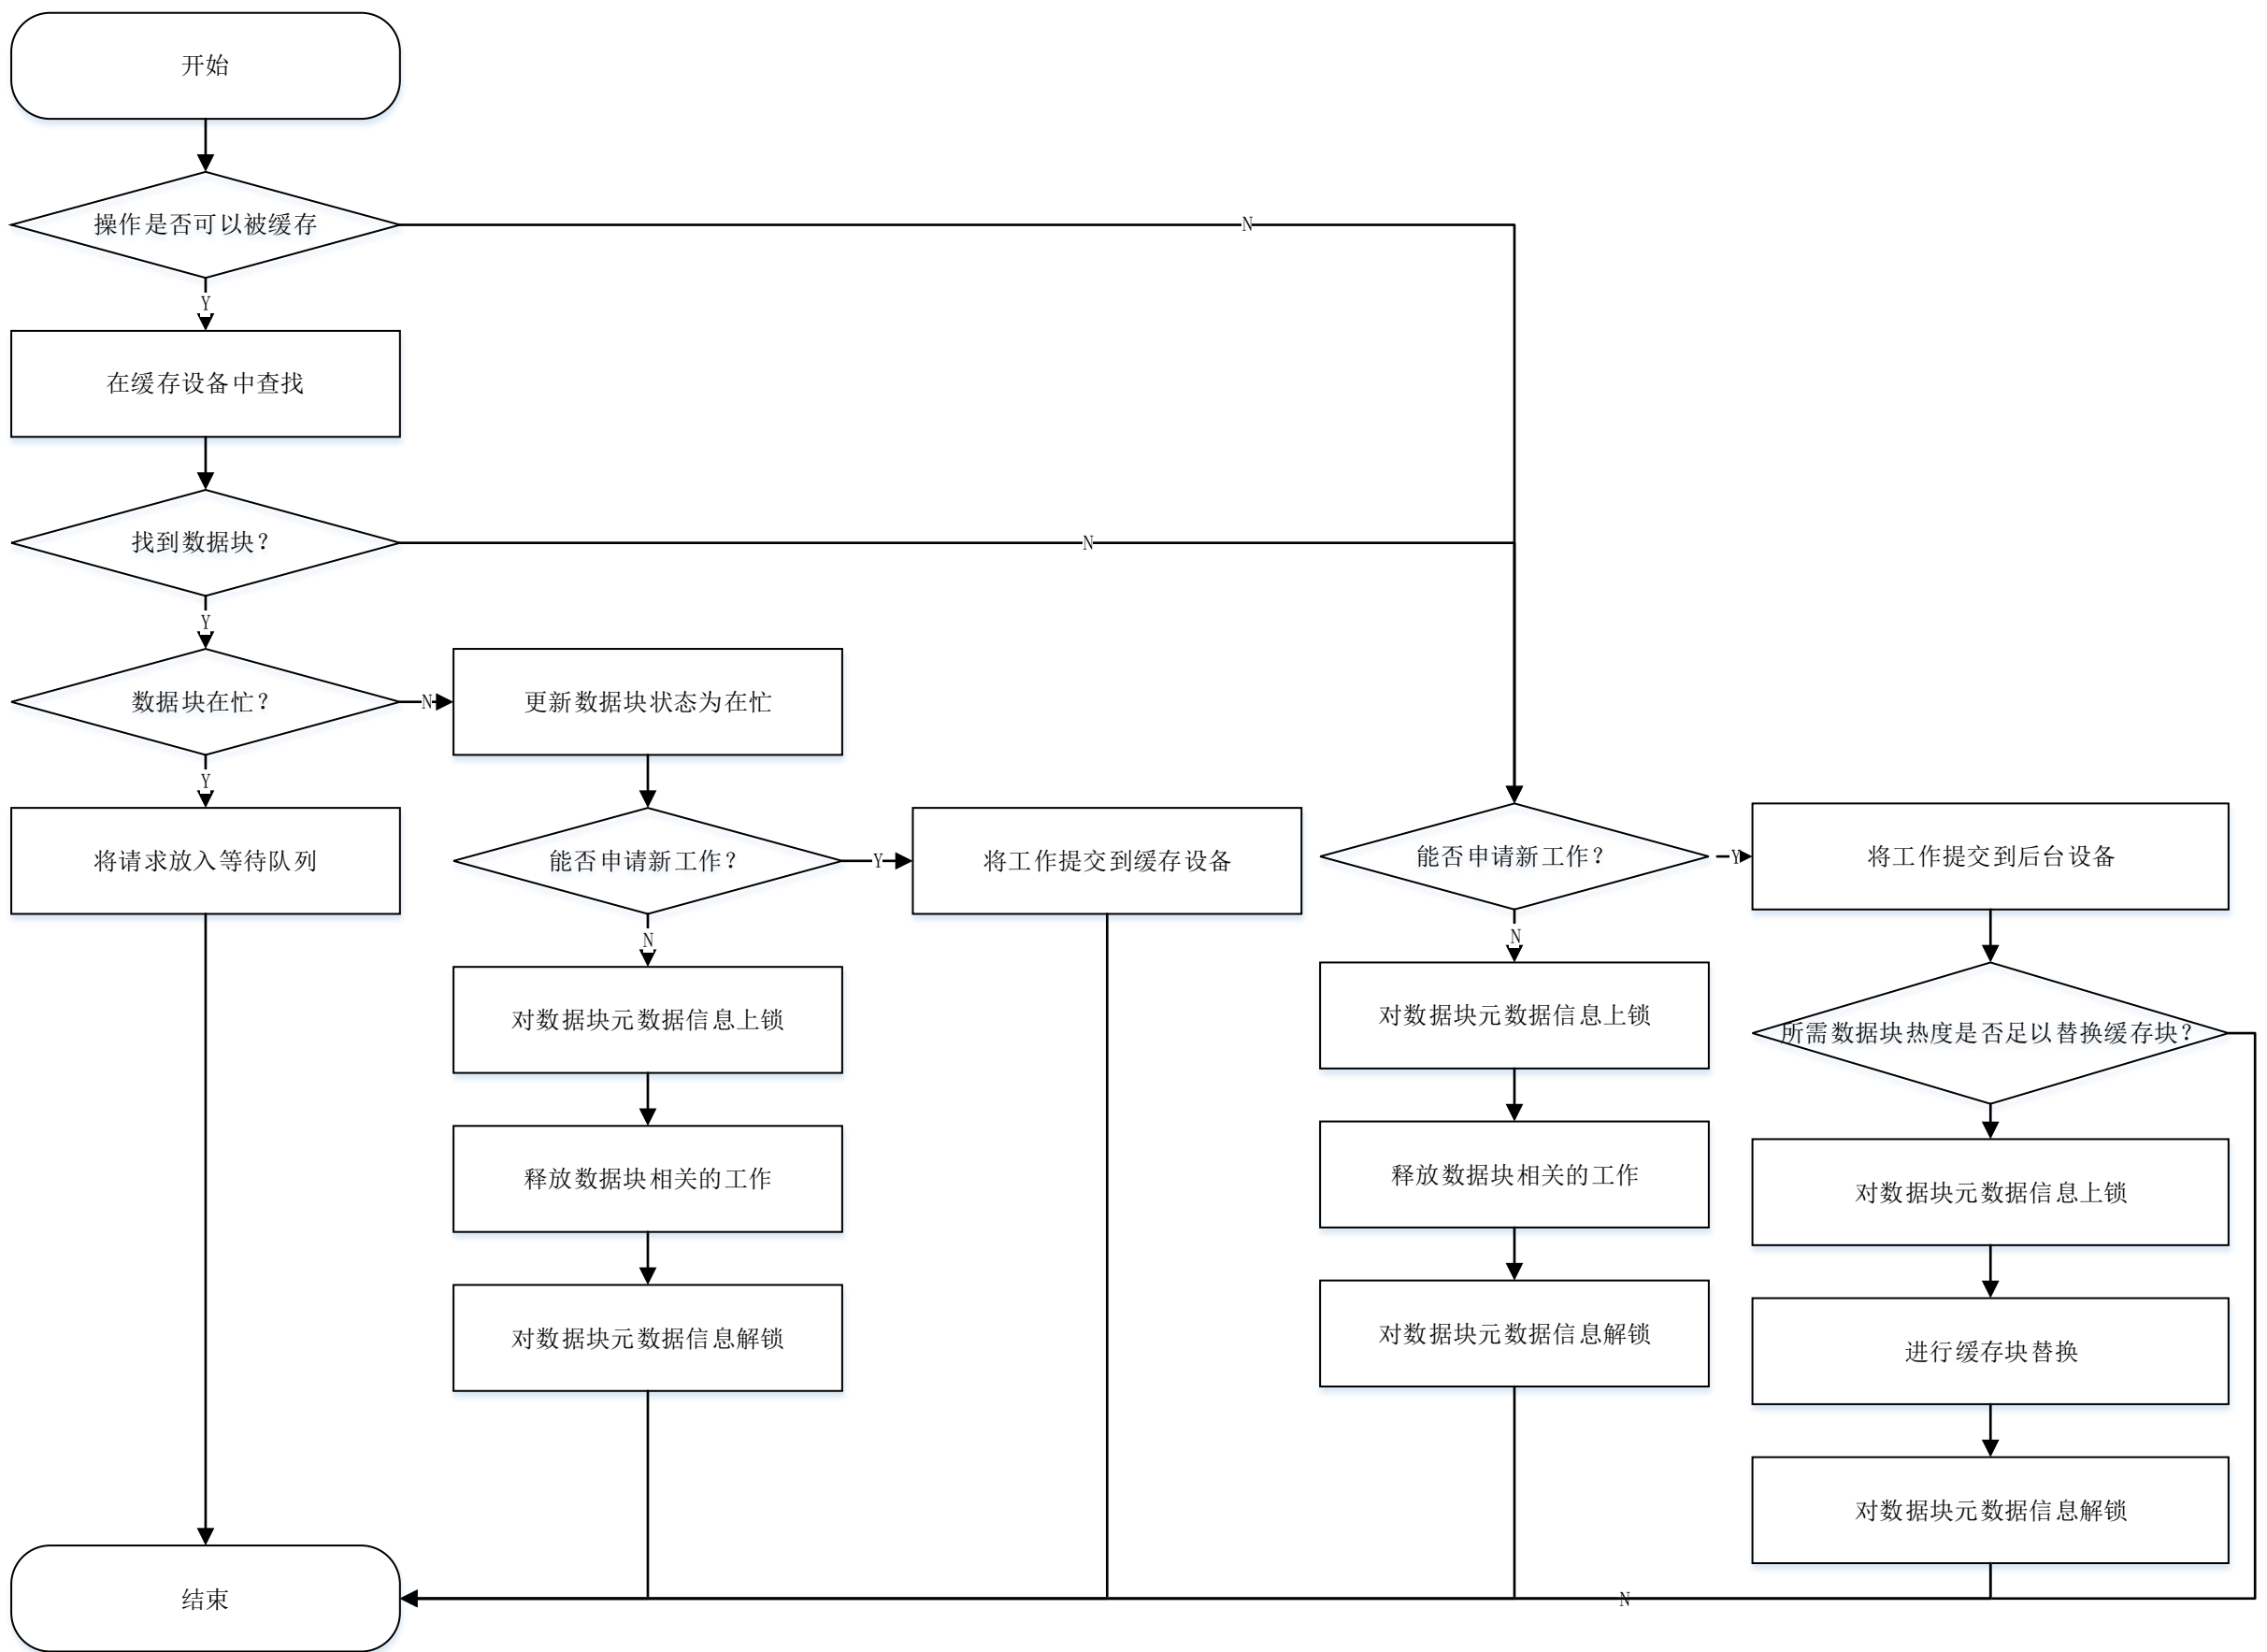 开始
操作是否可以被缓存
N
Y
在缓存设备中查找
找到数据块？
N
Y
数据块在忙？
N
更新数据块状态为在忙
Y
将请求放入等待队列
能否申请新工作？
Y
将工作提交到缓存设备
能否申请新工作？
Y
将工作提交到后台设备
N
N
对数据块元数据信息上锁
对数据块元数据信息上锁
所需数据块热度是否足以替换缓存块？
释放数据块相关的工作
释放数据块相关的工作
对数据块元数据信息上锁
对数据块元数据信息解锁
对数据块元数据信息解锁
进行缓存块替换
对数据块元数据信息解锁
结束
N